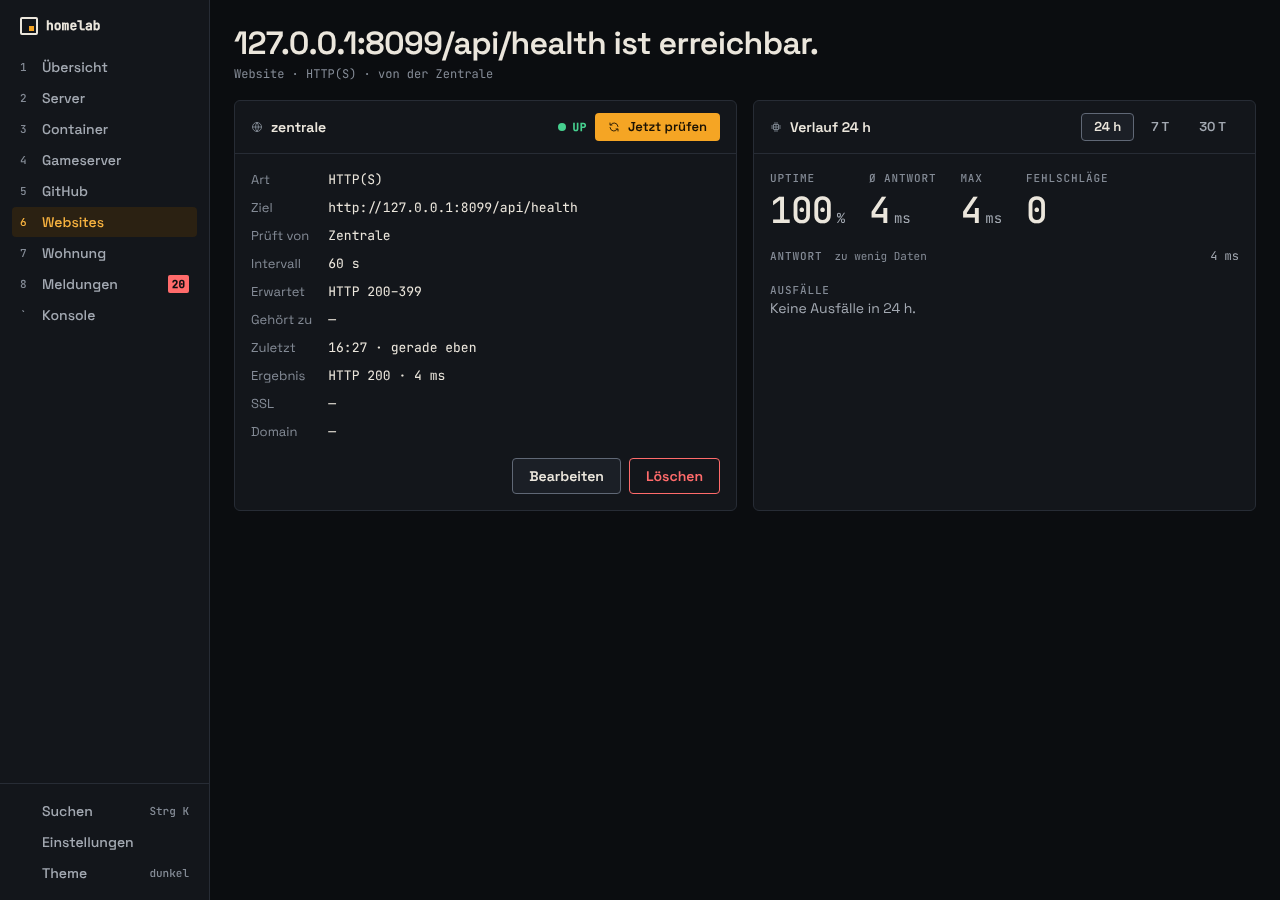 homelab
1 Übersicht
2 Server
3 Container
4 Gameserver
5 GitHub
6 Websites
7 Wohnung
8 Meldungen 20
` Konsole
Suchen Strg K
Einstellungen
Theme dunkel
127.0.0.1:8099/api/health ist erreichbar.
Website · HTTP(S) · von der Zentrale
zentrale UP Jetzt prüfen
Art HTTP(S)
Ziel http://127.0.0.1:8099/api/health
Prüft von Zentrale
Intervall 60 s
Erwartet HTTP 200–399
Gehört zu —
Zuletzt 16:27 · gerade eben
Ergebnis HTTP 200 · 4 ms
SSL —
Domain —
Bearbeiten Löschen
Verlauf 24 h 24 h 7 T 30 T
UPTIME Ø ANTWORT MAX FEHLSCHLÄGE
100 % 4 ms 4 ms 0
ANTWORT zu wenig Daten 4 ms
AUSFÄLLE
Keine Ausfälle in 24 h.